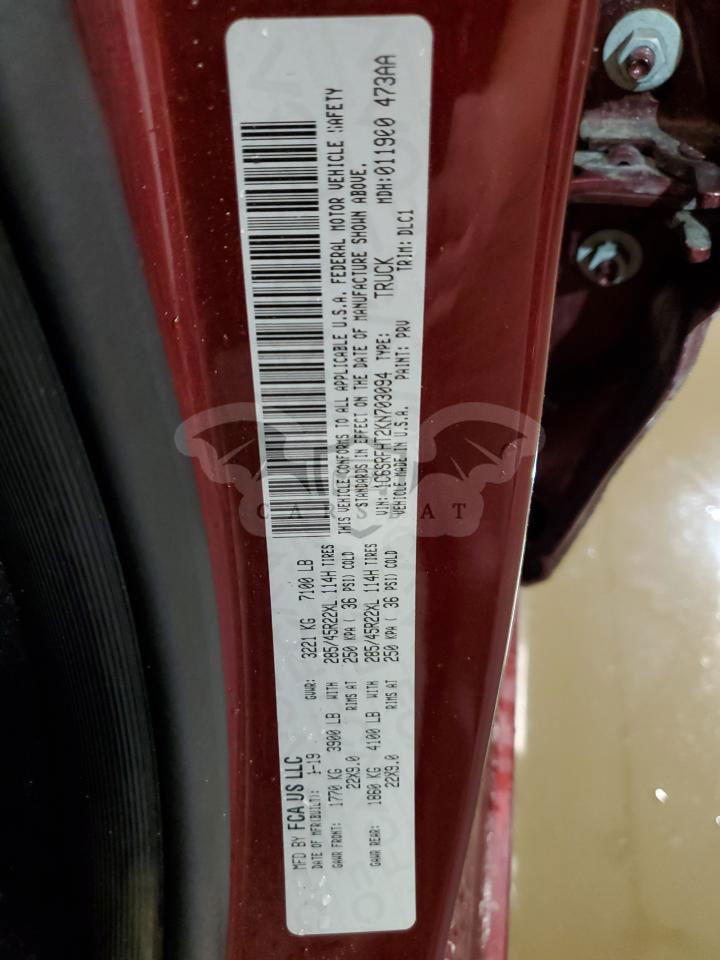 MFD BY FCA US LLC
DATE OF MFR(BUILT): 1-19 GVWR: 3221 KG 7100 LB
GAWR FRONT: 1770 KG 3900 LB WITH 285/45R22XL 114H TIRES
22X9.0 RIMS AT 250 KPA ( 36 PSI) COLD
GAWR REAR: 1860 KG 4100 LB WITH 285/45R22XL 114H TIRES
22X9.0 RIMS AT 250 KPA ( 36 PSI) COLD
THIS VEHICLE CONFORMS TO ALL APPLICABLE U.S.A. FEDERAL MOTOR VEHICLE SAFETY
STANDARDS IN EFFECT ON THE DATE OF MANUFACTURE SHOWN ABOVE.
VIN: 1C6SRFHT2KN703094 TYPE: TRUCK MDH:011900 473AA
VEHICLE MADE IN U.S.A. PAINT: PRV TRIM: DLC1
CARSBAT